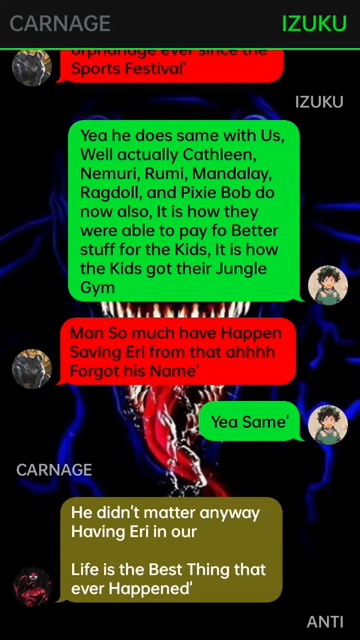 CARNAGE
IZUKU
orphanage ever since the
Sports Festival'
IZUKU
Yea he does same with Us,
Well actually Cathleen,
Nemuri, Rumi, Mandalay,
Ragdoll, and Pixie Bob do
now also, It is how they
were able to pay fo Better
stuff for the Kids, It is how
the Kids got their Jungle
Gym
Man So much have Happen
Saving Eri from that ahhhh
Forgot his Name'
Yea Same'
CARNAGE
He didn't matter anyway
Having Eri in our
Life is the Best Thing that
ever Happened'
ANTI